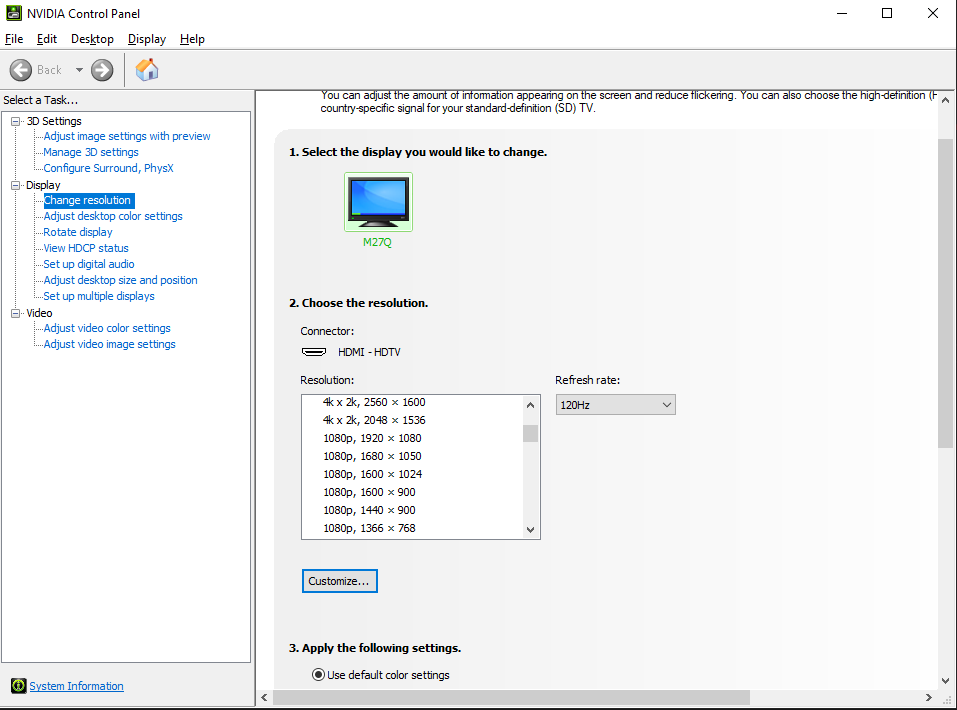 NVIDIA Control Panel
File Edit Desktop Display Help
Back
Select a Task...
3D Settings
Adjust image settings with preview
Manage 3D settings
Configure Surround, PhysX
Display
Change resolution
Adjust desktop color settings
Rotate display
View HDCP status
Set up digital audio
Adjust desktop size and position
Set up multiple displays
Video
Adjust video color settings
Adjust video image settings
System Information
You can adjust the amount of information appearing on the screen and reduce flickering. You can also choose the high-definition (H
country-specific signal for your standard-definition (SD) TV.
1. Select the display you would like to change.
M27Q
2. Choose the resolution.
Connector:
HDMI - HDTV
Resolution:
Refresh rate:
4k x 2k, 2560 × 1600
4k x 2k, 2048 × 1536
1080p, 1920 × 1080
1080p, 1680 × 1050
1080p, 1600 × 1024
1080p, 1600 × 900
1080p, 1440 × 900
1080p, 1366 × 768
120Hz
Customize...
3. Apply the following settings.
Use default color settings